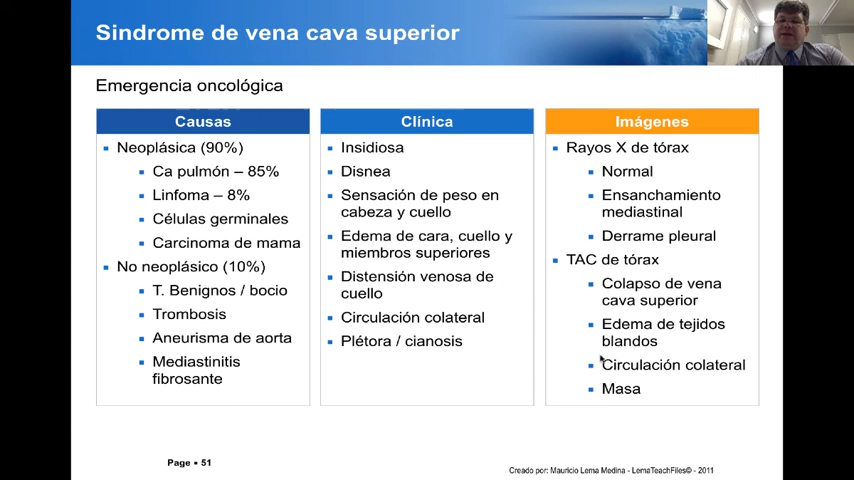 Sindrome de vena cava superior
Emergencia oncológica
Causas
Neoplásica (90%)
Ca pulmón – 85%
Linfoma – 8%
Células germinales
Carcinoma de mama
No neoplásico (10%)
T. Benignos / bocio
Trombosis
Aneurisma de aorta
Mediastinitis
fibrosante
Clínica
Insidiosa
Disnea
Sensación de peso en
cabeza y cuello
Edema de cara, cuello y
miembros superiores
Distensión venosa de
cuello
Circulación colateral
Plétora / cianosis
Imágenes
Rayos X de tórax
Normal
Ensanchamiento
mediastinal
Derrame pleural
TAC de tórax
Colapso de vena
cava superior
Edema de tejidos
blandos
Circulación colateral
Masa
Page ▪ 51
Creado por: Mauricio Lema Medina - LemaTeachFiles© - 2011